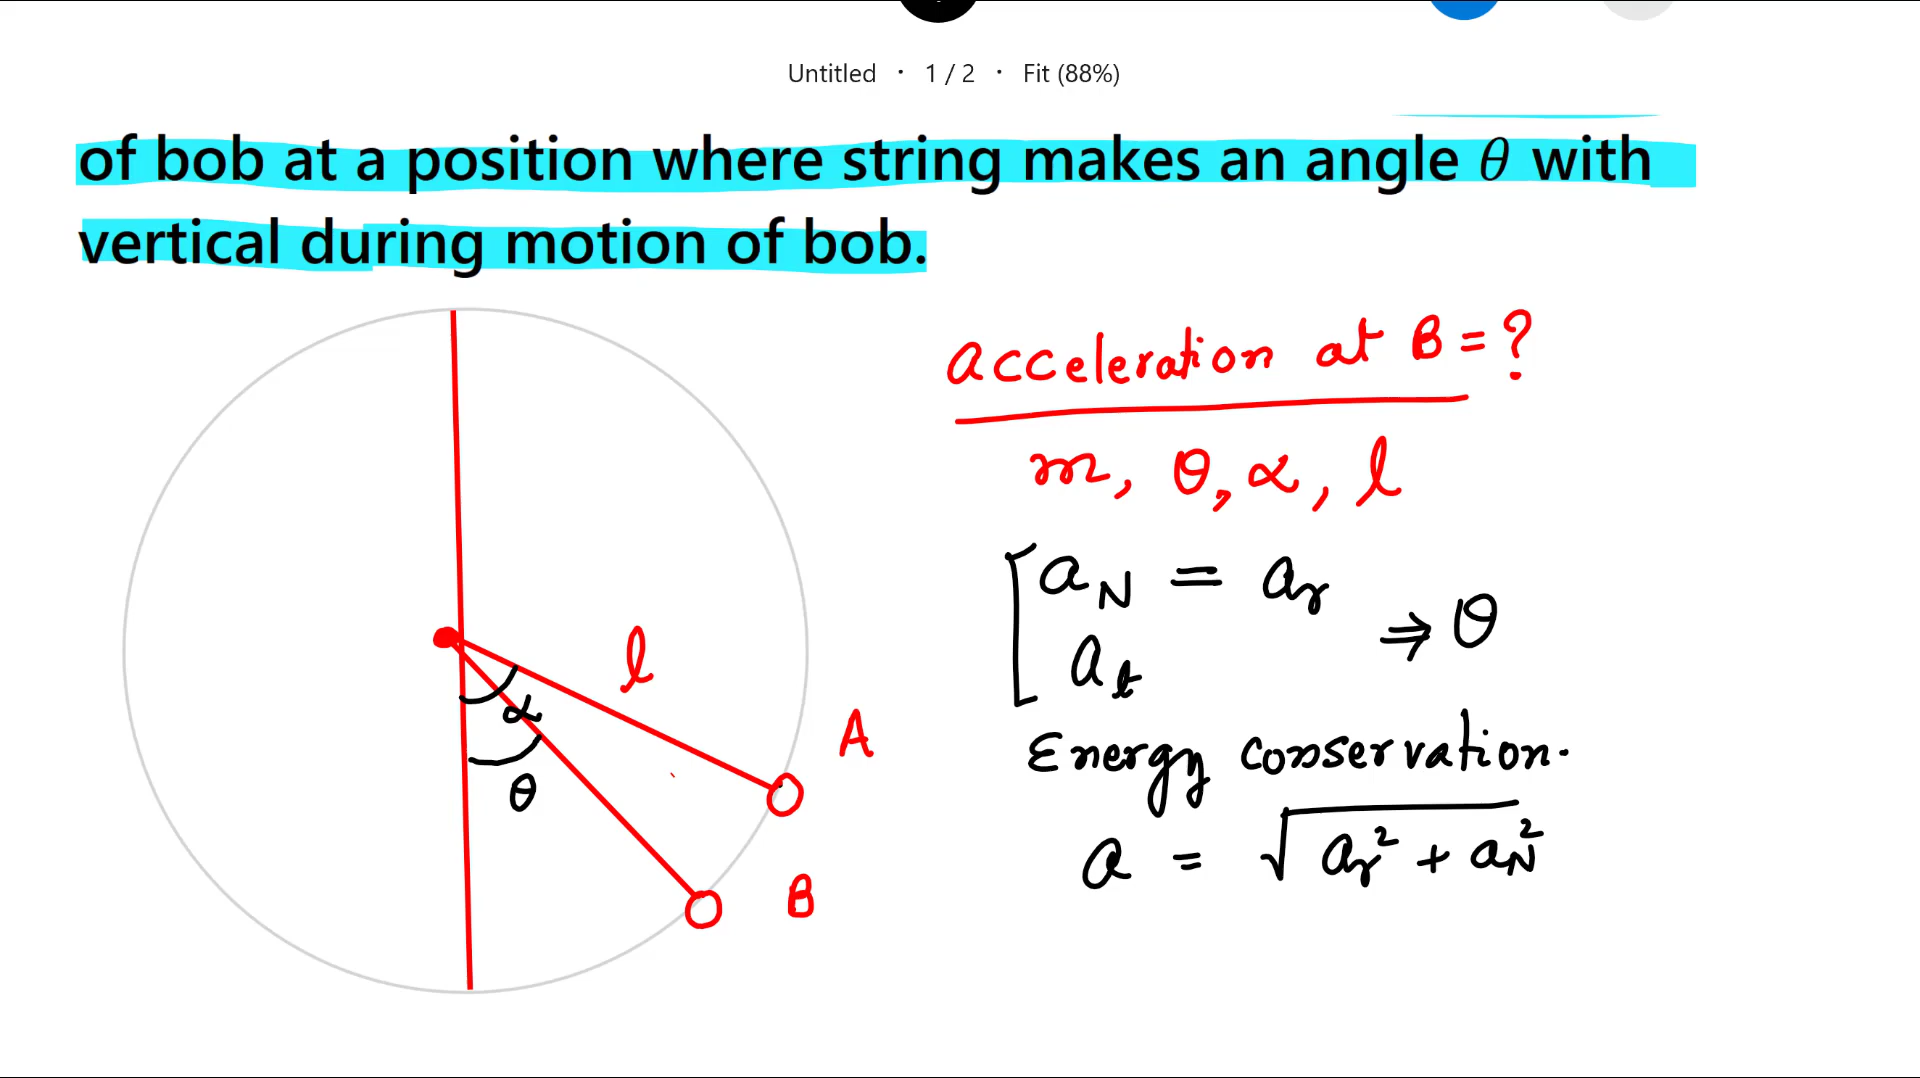 Untitled · 1 / 2 · Fit (88%)
of bob at a position where string makes an angle θ with
vertical during motion of bob.
acceleration at B = ?
m, θ, α, l
a_N = a_r
⇒ θ
a_t
l
α
A
Energy conservation.
θ
a = √(a_r² + a_N²)
B